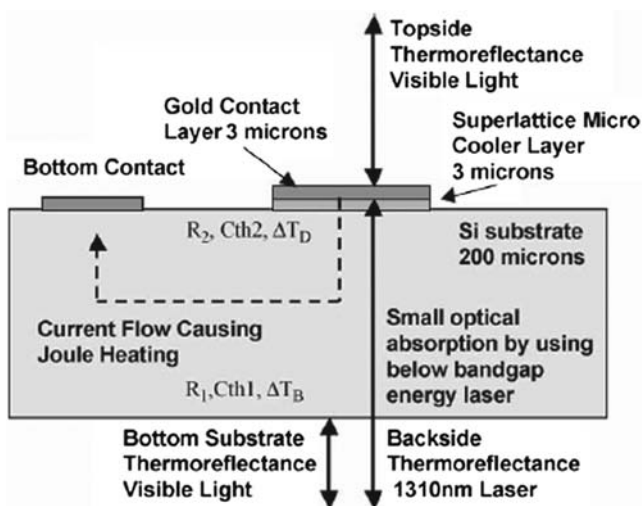 Topside
Thermoreflectance
Visible Light
Gold Contact
Layer 3 microns
Superlattice Micro
Cooler Layer
3 microns
Bottom Contact
R₂, Cth2, ΔT_D
Si substrate
200 microns
Current Flow Causing
Joule Heating
Small optical
absorption by using
below bandgap
energy laser
R₁,Cth1, ΔT_B
Bottom Substrate
Thermoreflectance
Visible Light
Backside
Thermoreflectance
1310nm Laser